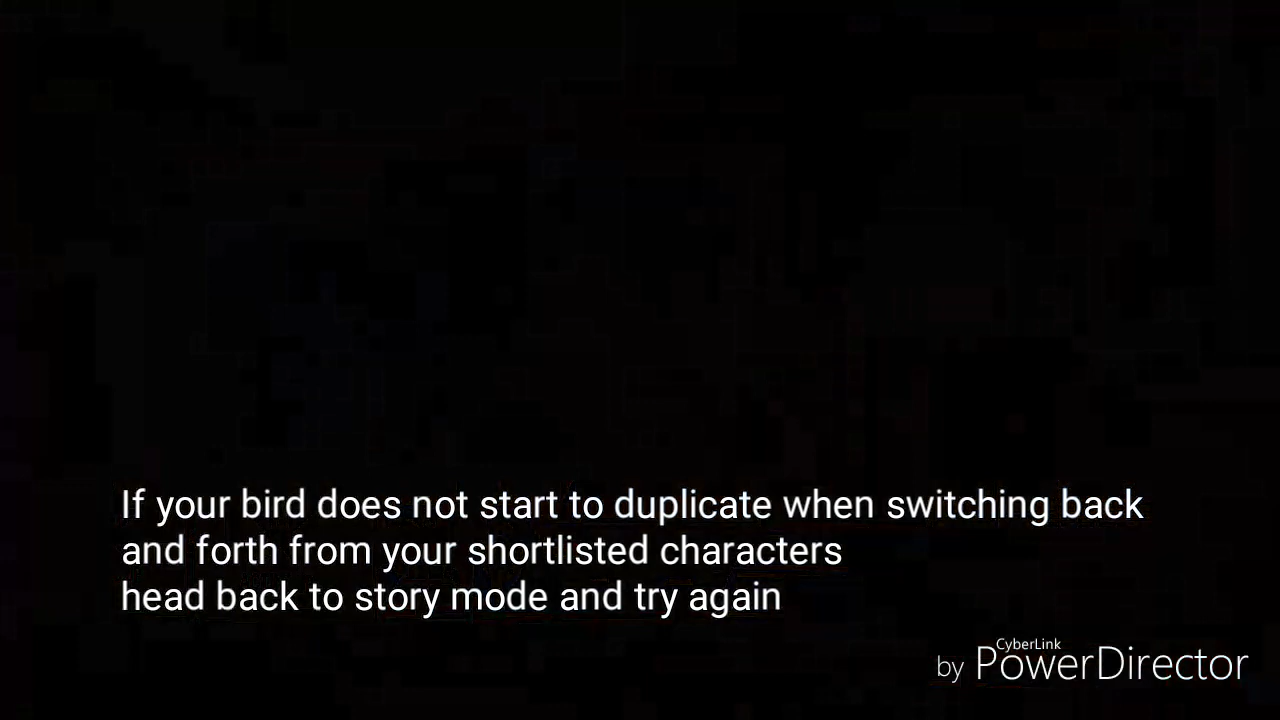 If your bird does not start to duplicate when switching back
and forth from your shortlisted characters
head back to story mode and try again
CyberLink
by PowerDirector